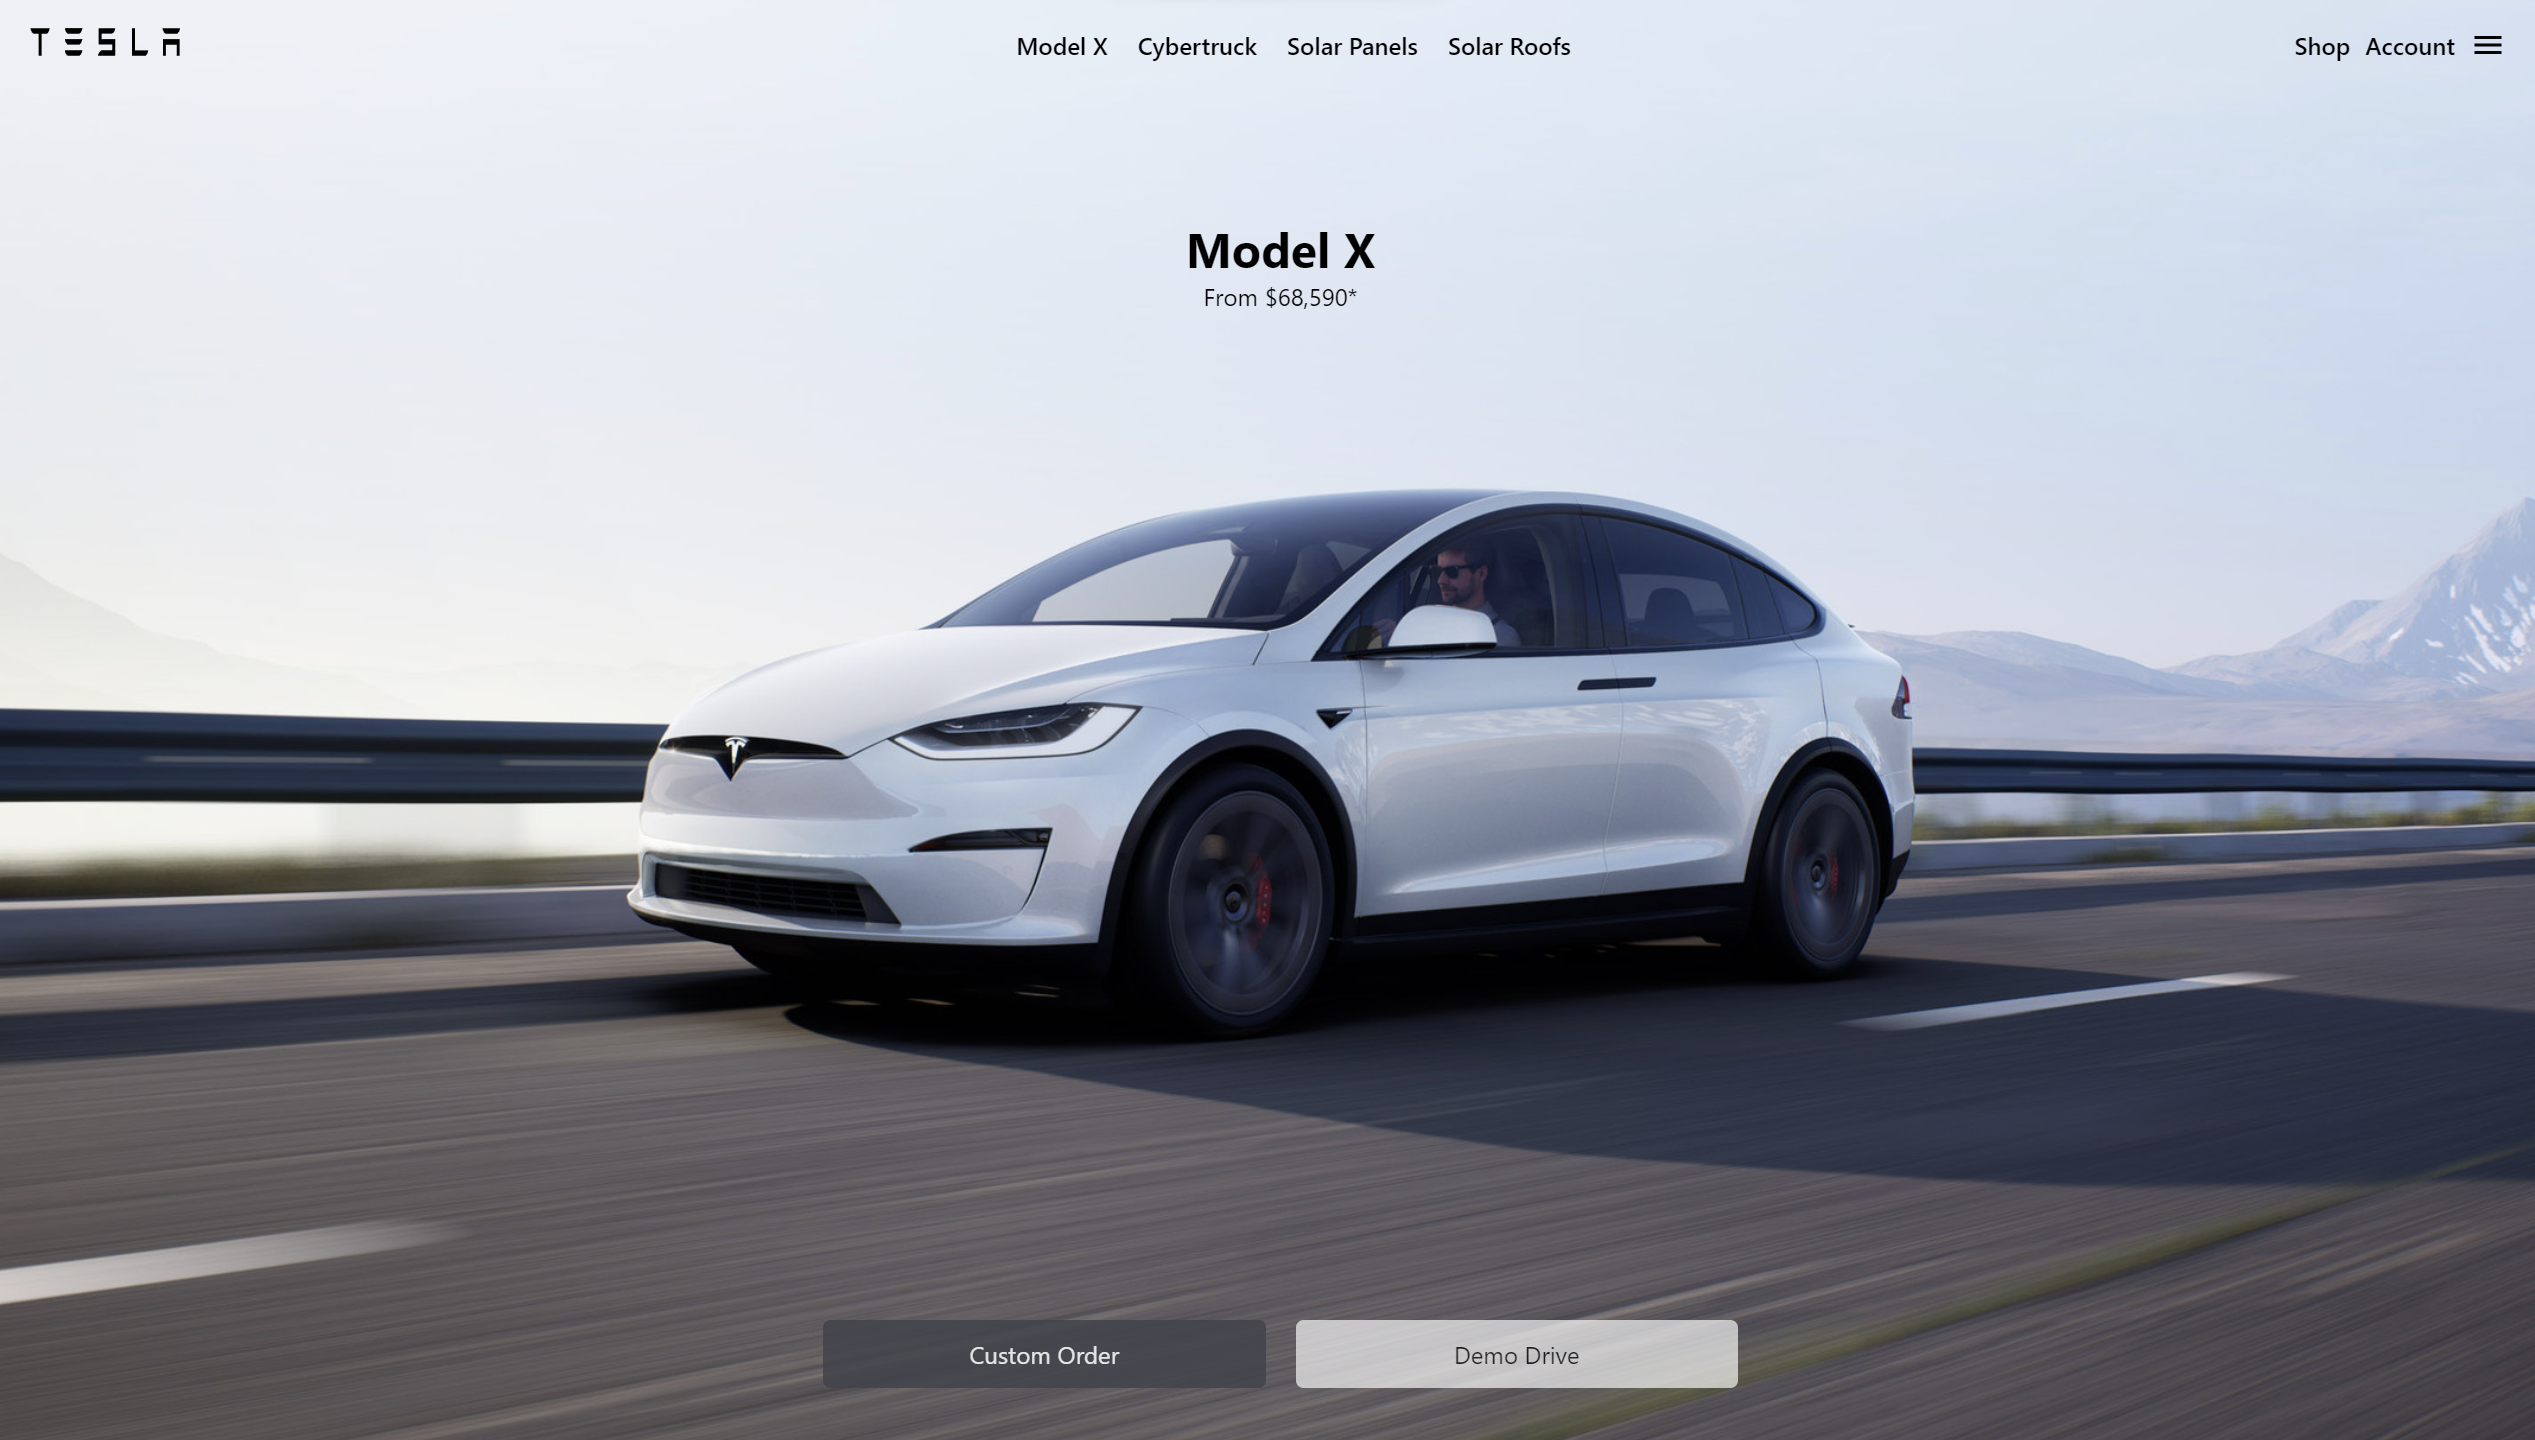 TESLA
Model X Cybertruck Solar Panels Solar Roofs
Shop Account
Model X
From $68,590*
Custom Order
Demo Drive